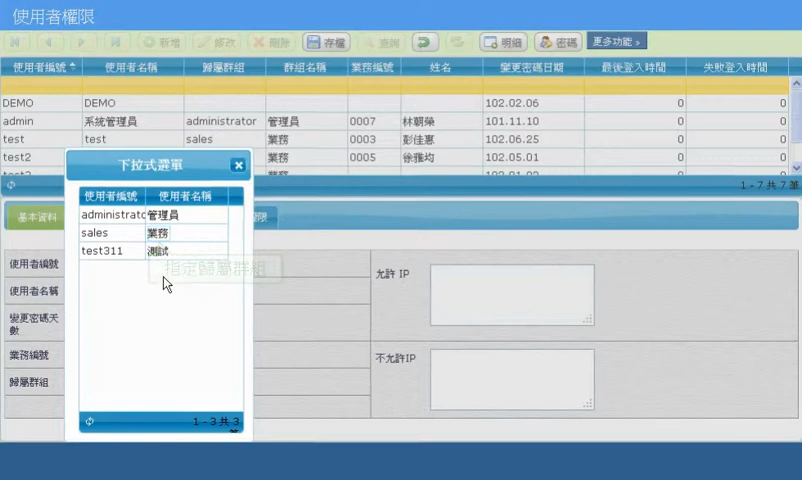 使用者權限
新增 修改 刪除 存檔 查詢 明細 密碼 更多功能 »
使用者編號 使用者名稱 歸屬群組 群組名稱 業務編號 姓名 變更密碼日期 最後登入時間 失敗登入時間
DEMO DEMO 102.02.06 0 0
admin 系統管理員 administrator 管理員 0007 林朝榮 101.11.10 0 0
test test sales 業務 0003 彭佳惠 102.06.25 0 0
test2 業務 0005 徐雅均 102.05.01 0 0
1 - 7 共 7 筆
下拉式選單
使用者編號 使用者名稱
administrato 管理員
sales 業務
test311 測試
指定歸屬群組
1 - 3 共 3
基本資料 限
使用者編號
使用者名稱
變更密碼天
數
業務編號
歸屬群組
允許 IP
不允許IP